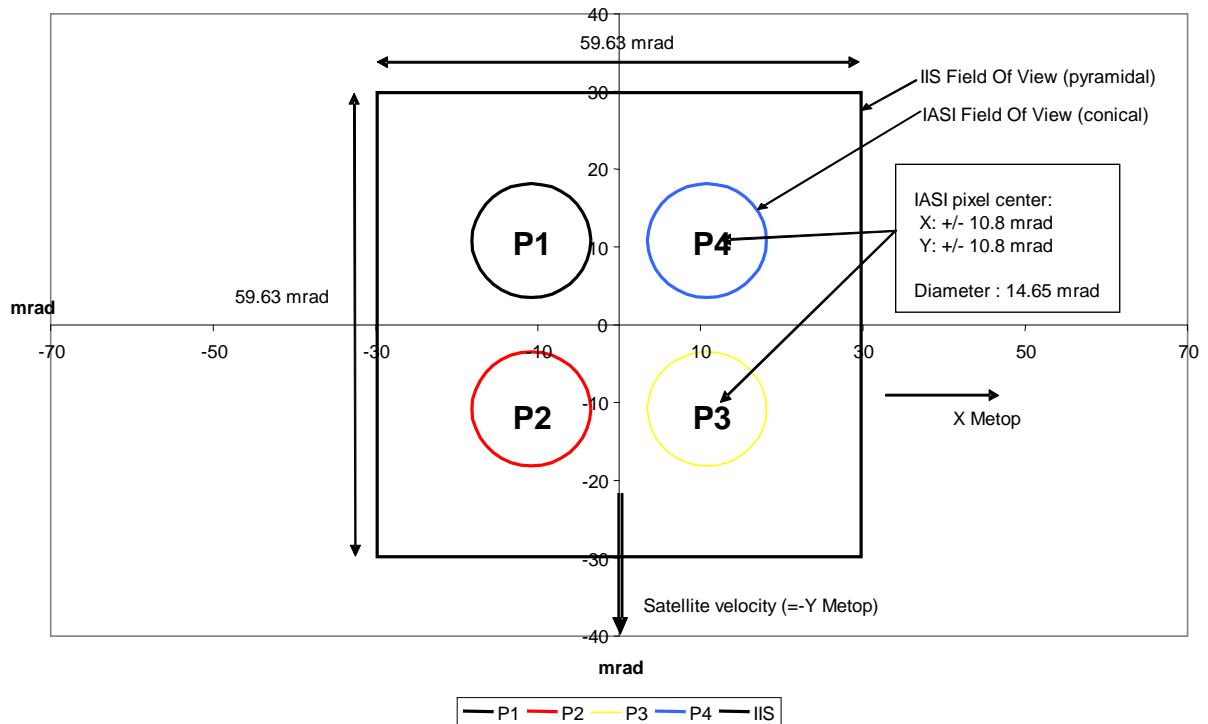 40
59.63 mrad
IIS Field Of View (pyramidal)
30
IASI Field Of View (conical)
20
IASI pixel center:
X: +/- 10.8 mrad
Y: +/- 10.8 mrad
Diameter : 14.65 mrad
P1
P4
10
59.63 mrad
mrad
0
-70
-50
-30
-10
10
30
50
70
-10
P2
P3
X Metop
-20
-30
Satellite velocity (=-Y Metop)
-40
mrad
P1 P2 P3 P4 IIS